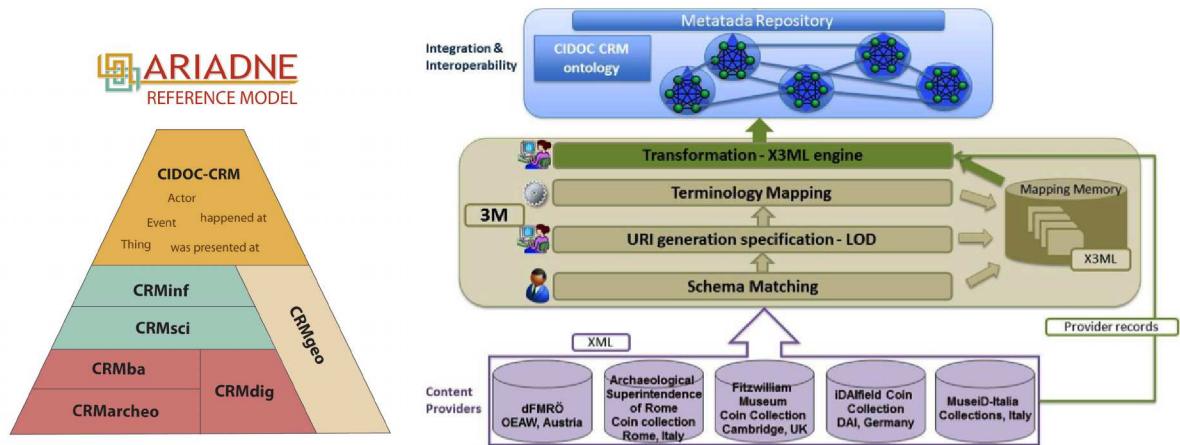 ARIADNE
REFERENCE MODEL
CIDOC-CRM
Actor
Event
happened at
Thing
was presented at
CRMinf
CRMsci
CRMgeo
CRMba
CRMdig
CRMarcheo
Metatada Repository
Integration &
Interoperability
CIDOC CRM
ontology
Transformation - X3ML engine
Terminology Mapping
Mapping Memory
3M
URI generation specification - LOD
X3ML
Schema Matching
Provider records
XML
Content
Providers
dFMRÖ
OEAW, Austria
Archaeological
Superintendence
of Rome
Coin collection
Rome, Italy
Fitzwilliam
Museum
Coin Collection
Cambridge, UK
iDAIfield Coin
Collection
DAI, Germany
MuseiD-Italia
Collections, Italy